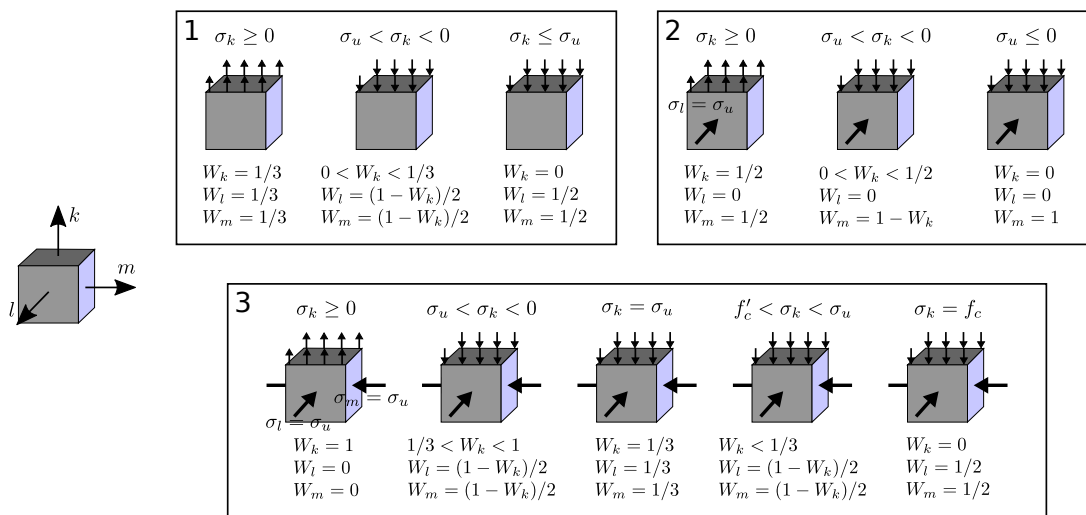 1
σ_k ≥ 0 σ_u < σ_k < 0 σ_k ≤ σ_u
W_k = 1/3 0 < W_k < 1/3 W_k = 0
W_l = 1/3 W_l = (1 − W_k)/2 W_l = 1/2
W_m = 1/3 W_m = (1 − W_k)/2 W_m = 1/2
2
σ_k ≥ 0 σ_u < σ_k < 0 σ_u ≤ 0
σ_l = σ_u
W_k = 1/2 0 < W_k < 1/2 W_k = 0
W_l = 0 W_l = 0 W_l = 0
W_m = 1/2 W_m = 1 − W_k W_m = 1
k
m
l
3
σ_k ≥ 0 σ_u < σ_k < 0 σ_k = σ_u f'_c < σ_k < σ_u σ_k = f_c
σ_m = σ_u
σ_l = σ_u
W_k = 1 1/3 < W_k < 1 W_k = 1/3 W_k < 1/3 W_k = 0
W_l = 0 W_l = (1 − W_k)/2 W_l = 1/3 W_l = (1 − W_k)/2 W_l = 1/2
W_m = 0 W_m = (1 − W_k)/2 W_m = 1/3 W_m = (1 − W_k)/2 W_m = 1/2